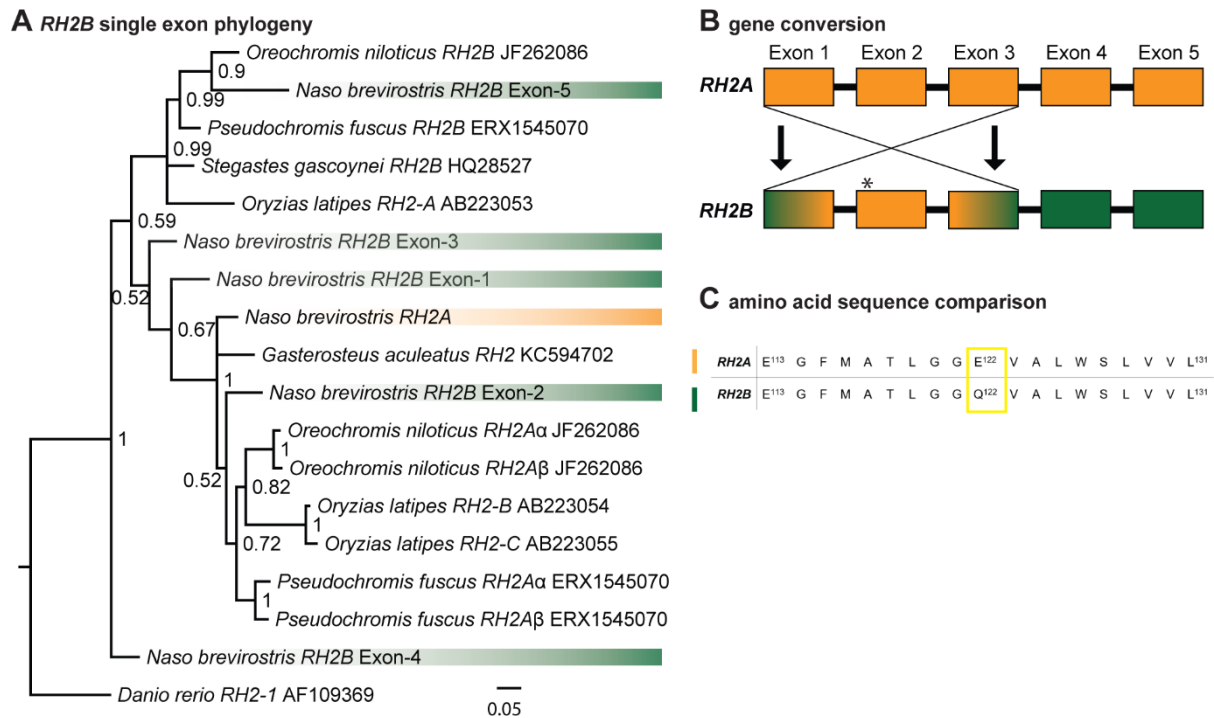 A RH2B single exon phylogeny
Oreochromis niloticus RH2B JF262086
0.9
Naso brevirostris RH2B Exon-5
0.99
Pseudochromis fuscus RH2B ERX1545070
0.99
Stegastes gascoynei RH2B HQ28527
Oryzias latipes RH2-A AB223053
0.59
Naso brevirostris RH2B Exon-3
Naso brevirostris RH2B Exon-1
0.52
Naso brevirostris RH2A
0.67
Gasterosteus aculeatus RH2 KC594702
1
Naso brevirostris RH2B Exon-2
Oreochromis niloticus RH2Aα JF262086
1
1
Oreochromis niloticus RH2Aβ JF262086
0.52
0.82
Oryzias latipes RH2-B AB223054
1
Oryzias latipes RH2-C AB223055
0.72
Pseudochromis fuscus RH2Aα ERX1545070
1
Pseudochromis fuscus RH2Aβ ERX1545070
Naso brevirostris RH2B Exon-4
Danio rerio RH2-1 AF109369
0.05
B gene conversion
Exon 1 Exon 2 Exon 3 Exon 4 Exon 5
RH2A
*
RH2B
C amino acid sequence comparison
RH2A E113 G F M A T L G G E122 V A L W S L V V L131
RH2B E113 G F M A T L G G Q122 V A L W S L V V L131